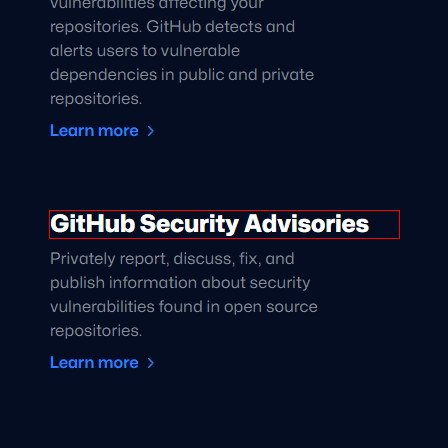 vulnerabilities affecting your
repositories. GitHub detects and
alerts users to vulnerable
dependencies in public and private
repositories.
Learn more
GitHub Security Advisories
Privately report, discuss, fix, and
publish information about security
vulnerabilities found in open source
repositories.
Learn more